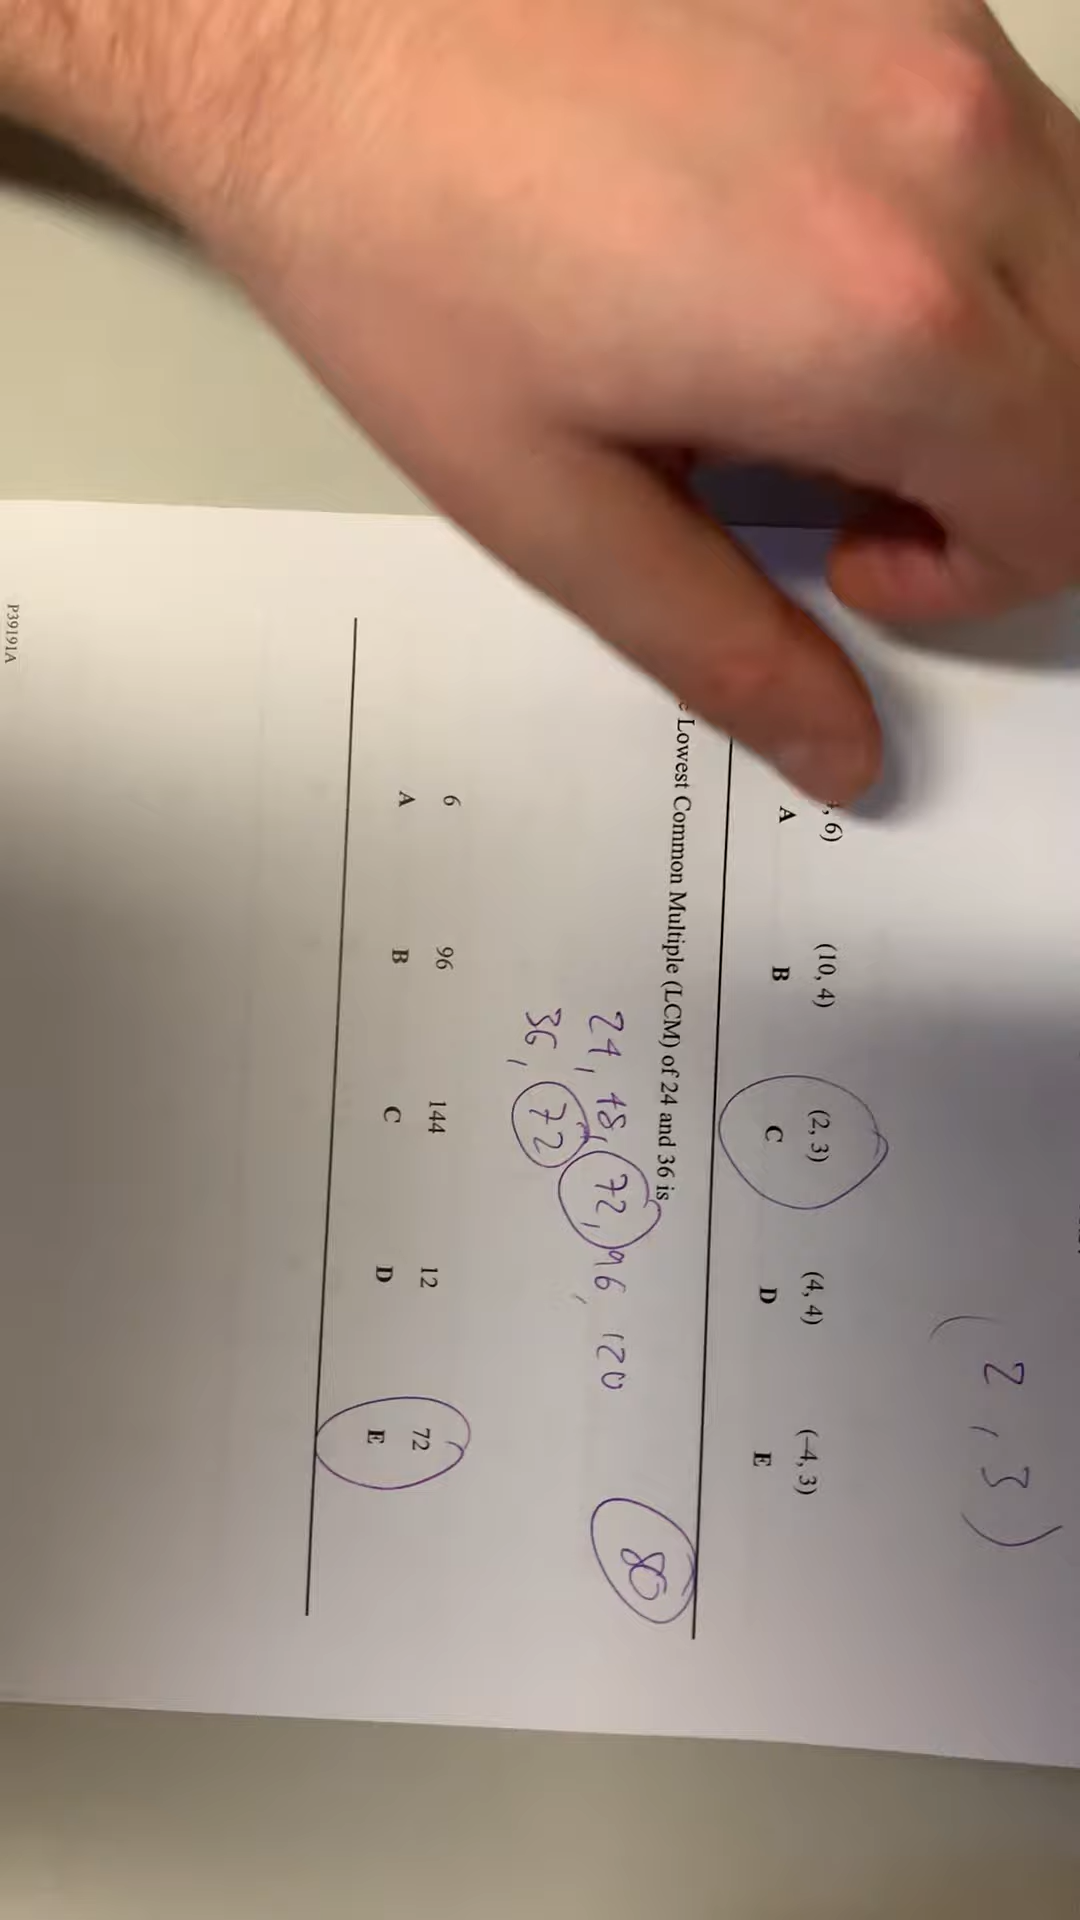 (2, 3)
, 6) (10, 4) (2, 3) (4, 4) (–4, 3)
A B C D E
Lowest Common Multiple (LCM) of 24 and 36 is
24, 48, 72, 96, 120
36, 72
6 96 144 12 72
A B C D E
P39191A